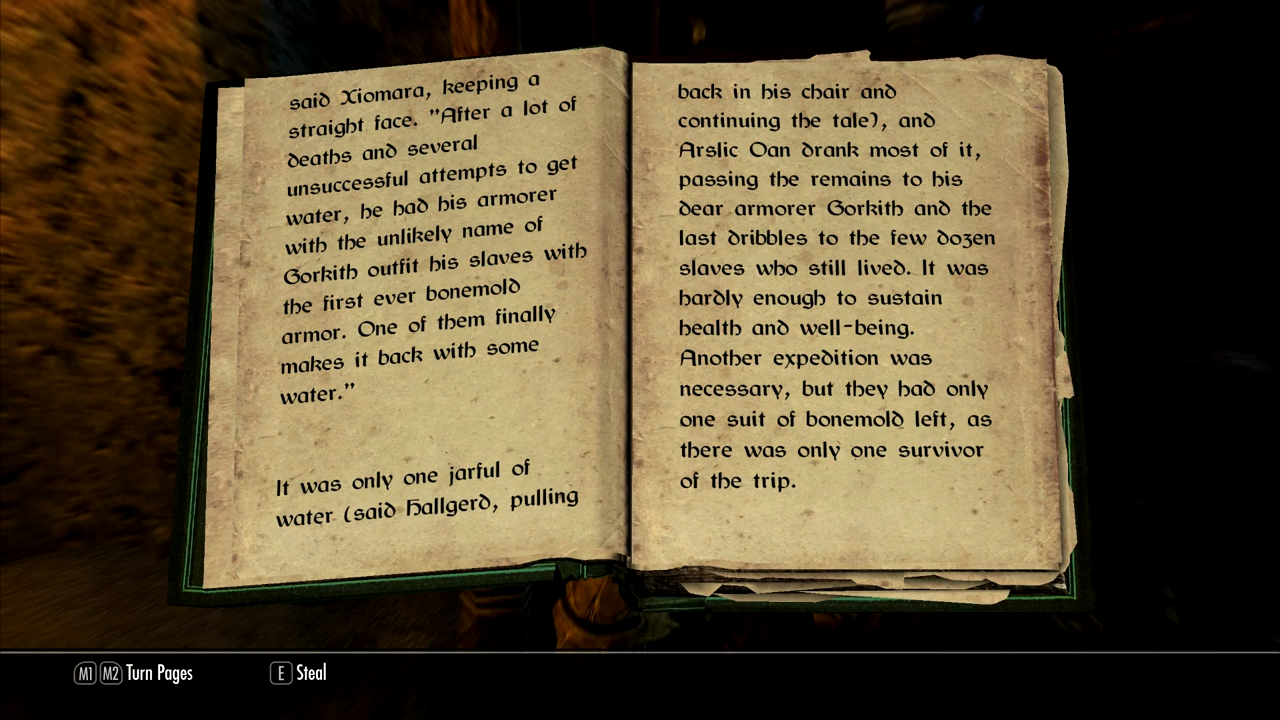 said Xiomara, keeping a
straight face. "After a lot of
deaths and several
unsuccessful attempts to get
water, he had his armorer
with the unlikely name of
Gorkith outfit his slaves with
the first ever bonemold
armor. One of them finally
makes it back with some
water."
It was only one jarful of
water (said Hallgerd, pulling
back in his chair and
continuing the tale), and
Arslic Oan drank most of it,
passing the remains to his
dear armorer Gorkith and the
last dribbles to the few dozen
slaves who still lived. It was
hardly enough to sustain
health and well-being.
Another expedition was
necessary, but they had only
one suit of bonemold left, as
there was only one survivor
of the trip.
M1 M2 Turn Pages E Steal